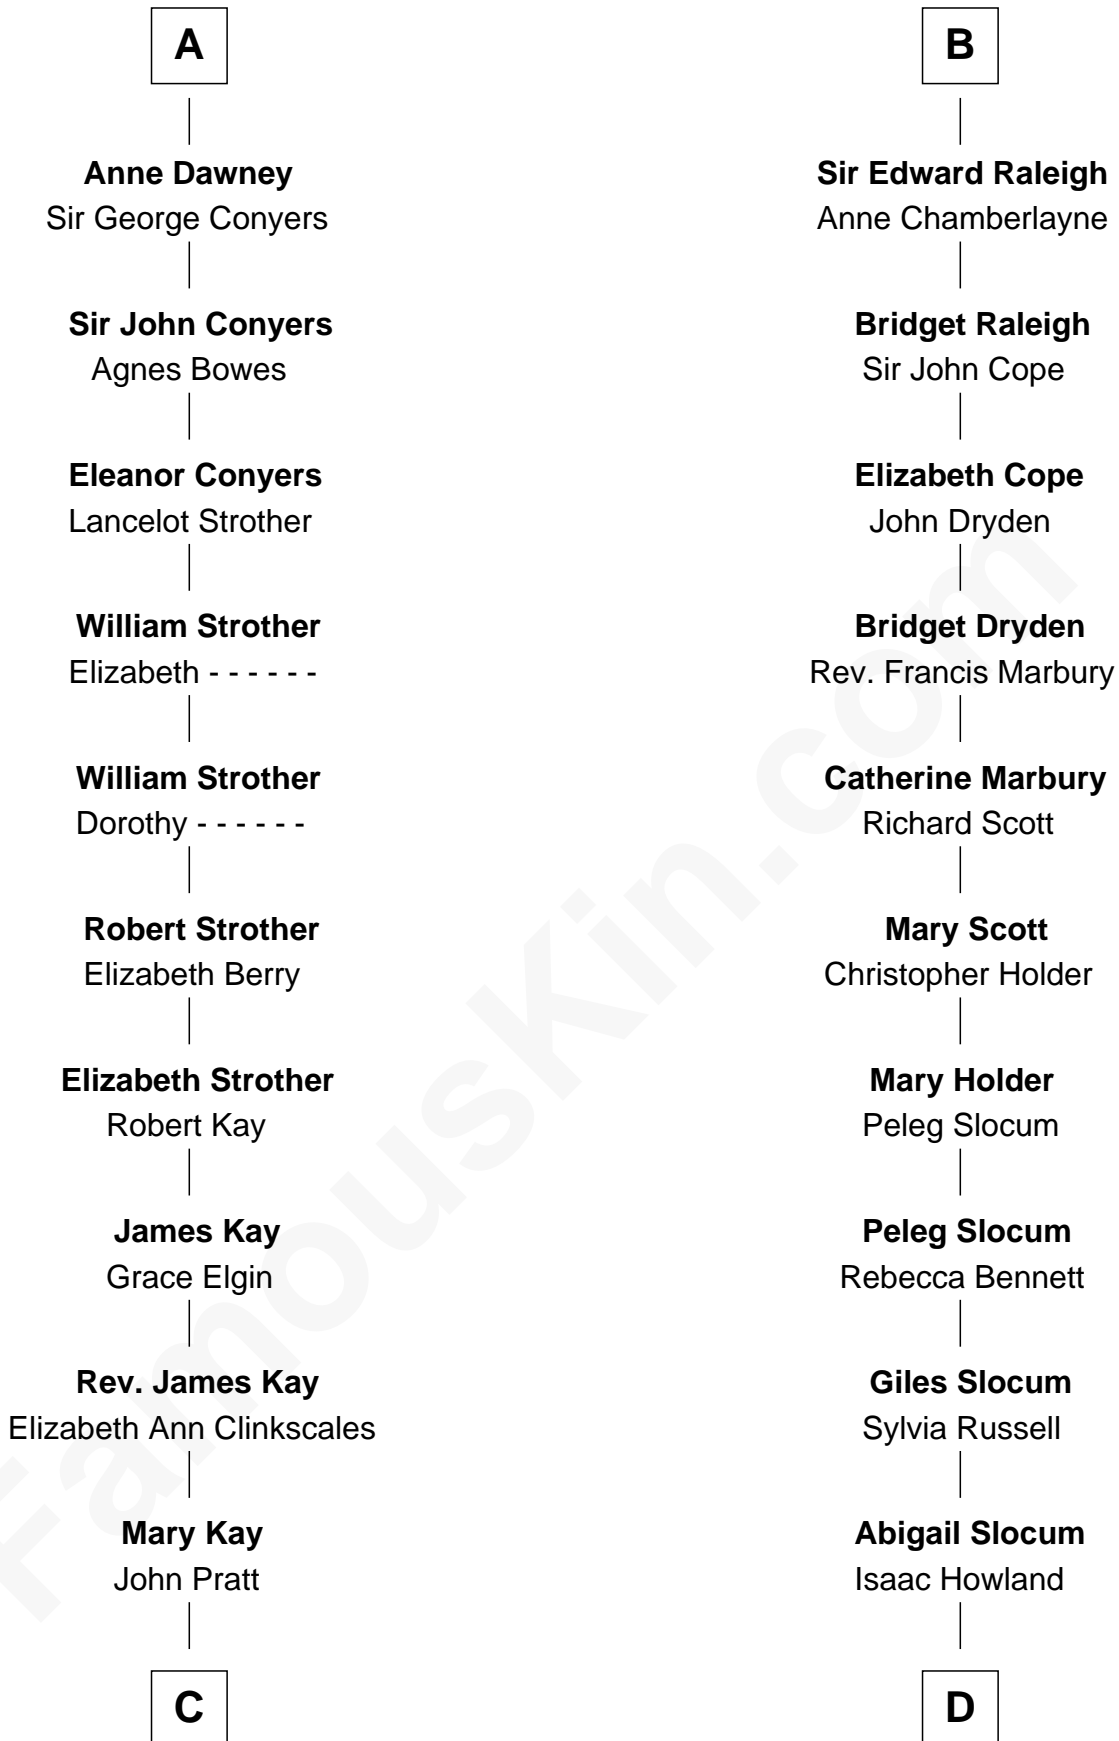 A
Anne Dawney
Sir George Conyers
Sir John Conyers
Agnes Bowes
Eleanor Conyers
Lancelot Strother
William Strother
Elizabeth - - - - - -
William Strother
Dorothy - - - - - -
Robert Strother
Elizabeth Berry
Elizabeth Strother
Robert Kay
James Kay
Grace Elgin
Rev. James Kay
Elizabeth Ann Clinkscales
Mary Kay
John Pratt
C
B
Sir Edward Raleigh
Anne Chamberlayne
Bridget Raleigh
Sir John Cope
Elizabeth Cope
John Dryden
Bridget Dryden
Rev. Francis Marbury
Catherine Marbury
Richard Scott
Mary Scott
Christopher Holder
Mary Holder
Peleg Slocum
Peleg Slocum
Rebecca Bennett
Giles Slocum
Sylvia Russell
Abigail Slocum
Isaac Howland
D
FamousKin.com